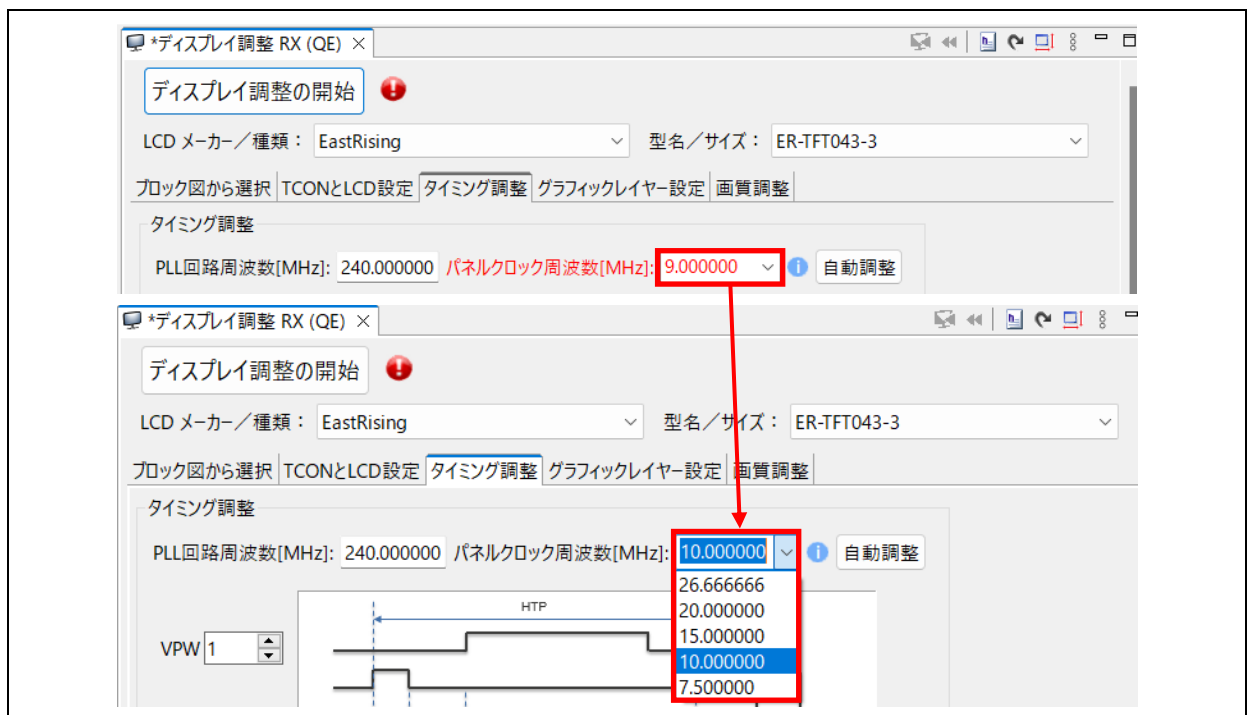 *ディスプレイ調整 RX (QE) ×
ディスプレイ調整の開始
LCD メーカー／種類： EastRising 型名／サイズ： ER-TFT043-3
ブロック図から選択 TCONとLCD設定 タイミング調整 グラフィックレイヤー設定 画質調整
タイミング調整
PLL回路周波数[MHz]: 240.000000 パネルクロック周波数[MHz]: 9.000000 自動調整
*ディスプレイ調整 RX (QE) ×
ディスプレイ調整の開始
LCD メーカー／種類： EastRising 型名／サイズ： ER-TFT043-3
ブロック図から選択 TCONとLCD設定 タイミング調整 グラフィックレイヤー設定 画質調整
タイミング調整
PLL回路周波数[MHz]: 240.000000 パネルクロック周波数[MHz]: 10.000000 自動調整
26.666666
HTP 20.000000
VPW 1 15.000000
10.000000
7.500000